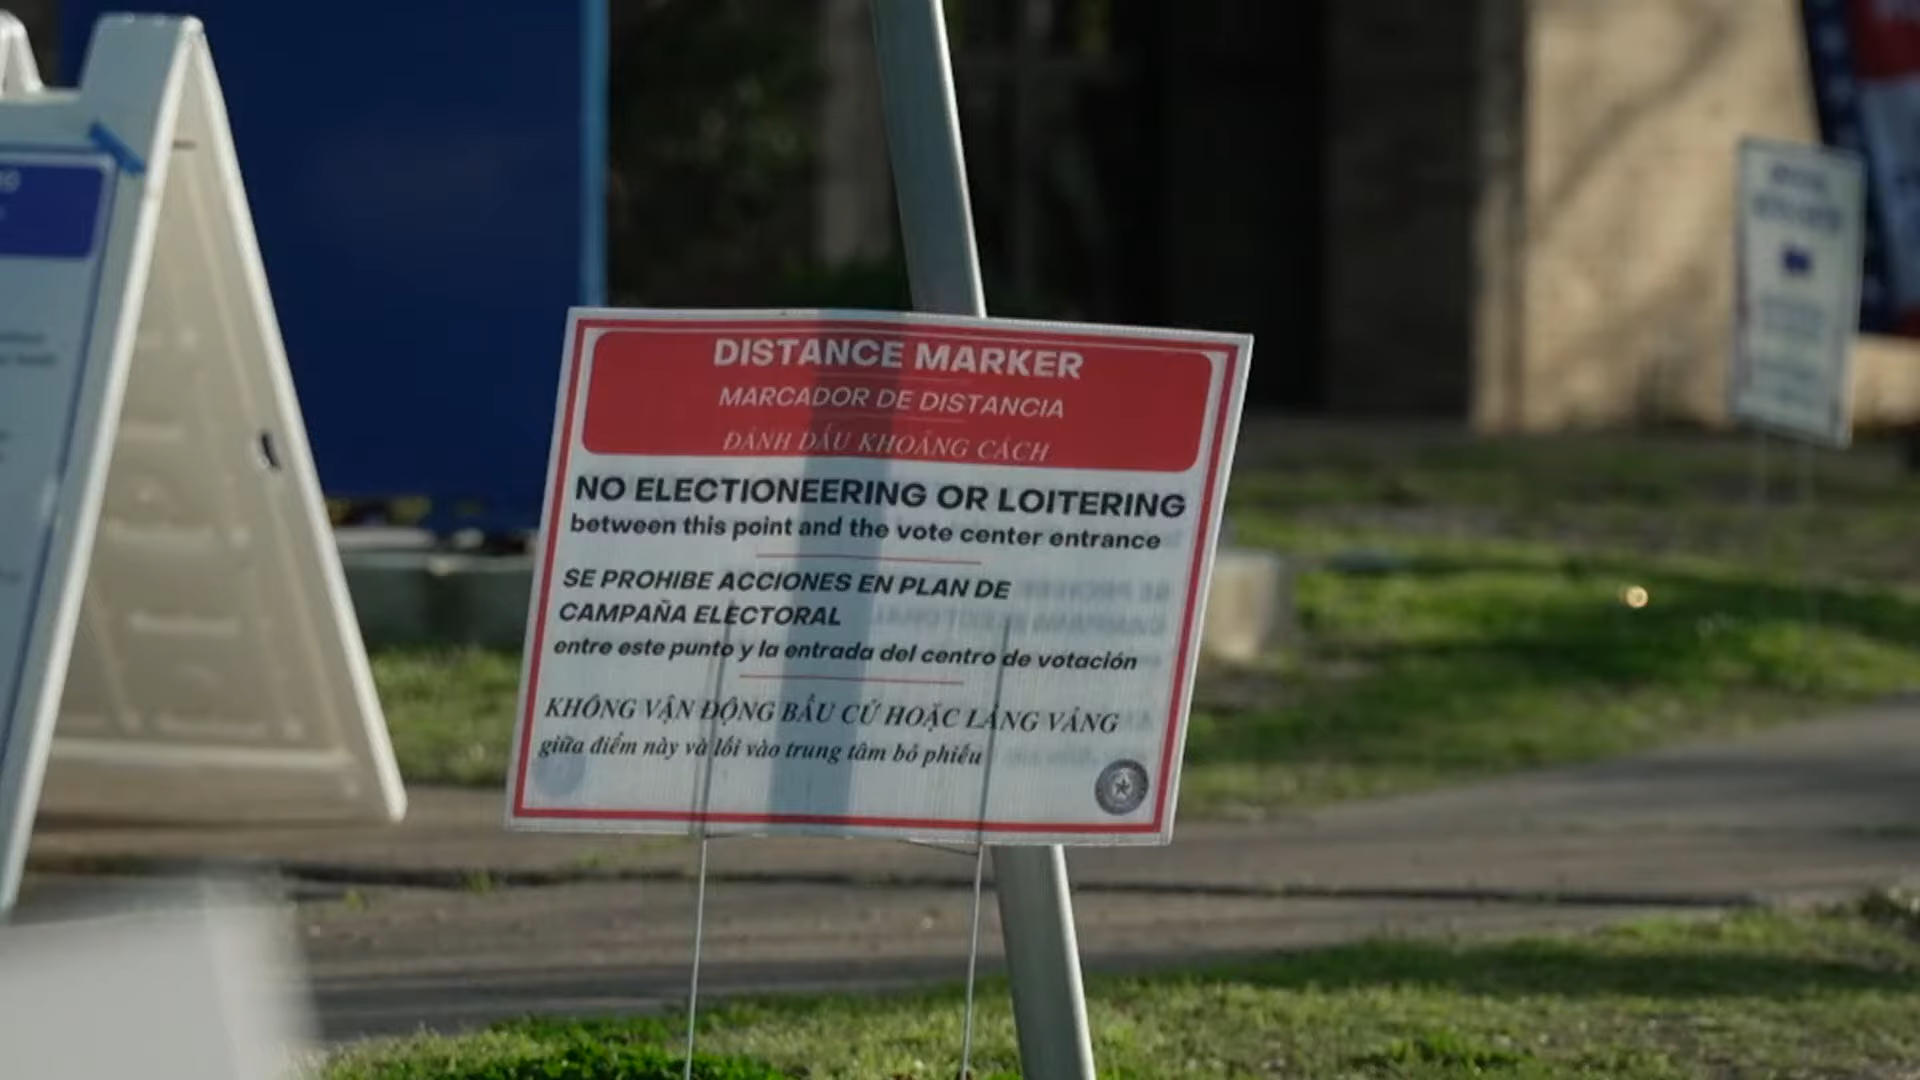 DISTANCE MARKER
MARCADOR DE DISTANCIA
ĐÁNH DẤU KHOẢNG CÁCH
NO ELECTIONEERING OR LOITERING
between this point and the vote center entrance
SE PROHIBE ACCIONES EN PLAN DE
CAMPAÑA ELECTORAL
entre este punto y la entrada del centro de votación
KHÔNG VẬN ĐỘNG BẦU CỬ HOẶC LẢNG VẢNG
giữa điểm này và lối vào trung tâm bỏ phiếu